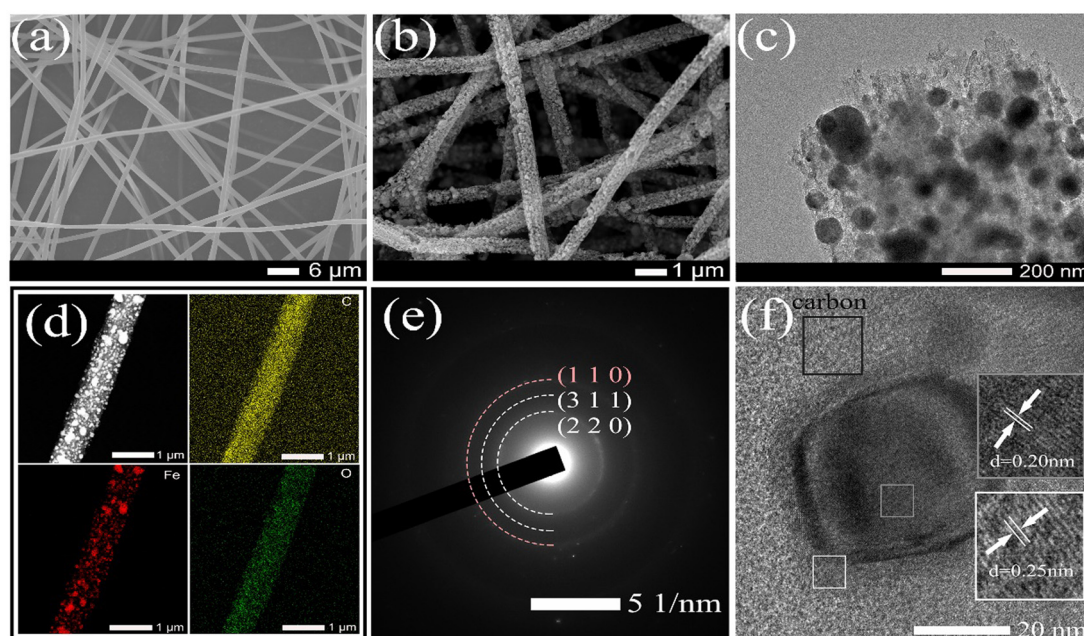 (a)
6 µm
(b)
1 µm
(c)
200 nm
(d)
1 µm
C
1 µm
Fe
1 µm
O
1 µm
(e)
(1 1 0)
(3 1 1)
(2 2 0)
5 1/nm
(f)
carbon
d=0.20nm
d=0.25nm
20 nm